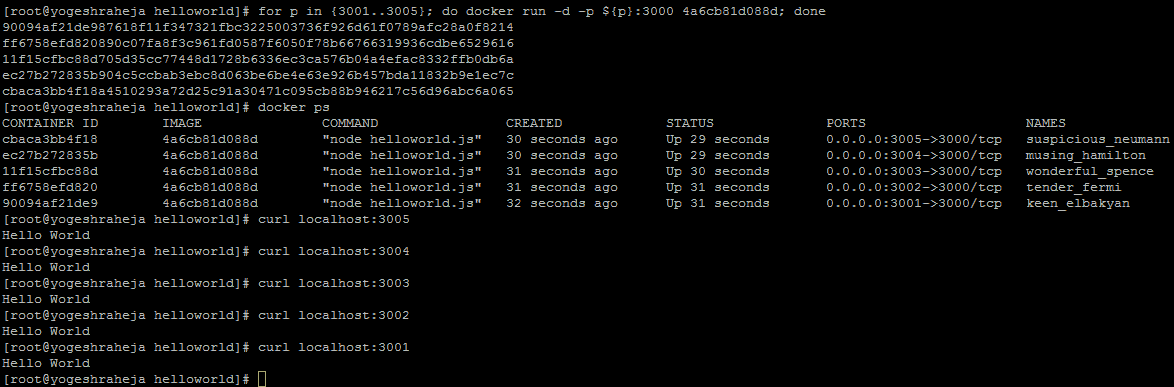 [root@yogeshraheja helloworld]# for p in {3001..3005}; do docker run -d -p ${p}:3000 4a6cb81d088d; done
90094af21de987618f11f347321fbc3225003736f926d61f0789afc28a0f8214
ff6758efd820890c07fa8f3c961fd0587f6050f78b66766319936cdbe6529616
11f15cfbc88d705d35cc77448d1728b6336ec3ca576b04a4efac8332ffb0db6a
ec27b272835b904c5ccbab3ebc8d063be6be4e63e926b457bda11832b9e1ec7c
cbaca3bb4f18a4510293a72d25c91a30471c095cb88b946217c56d96abc6a065
[root@yogeshraheja helloworld]# docker ps
CONTAINER ID        IMAGE               COMMAND                CREATED             STATUS              PORTS                    NAMES
cbaca3bb4f18        4a6cb81d088d        "node helloworld.js"   30 seconds ago      Up 29 seconds       0.0.0.0:3005->3000/tcp   suspicious_neumann
ec27b272835b        4a6cb81d088d        "node helloworld.js"   30 seconds ago      Up 29 seconds       0.0.0.0:3004->3000/tcp   musing_hamilton
11f15cfbc88d        4a6cb81d088d        "node helloworld.js"   31 seconds ago      Up 30 seconds       0.0.0.0:3003->3000/tcp   wonderful_spence
ff6758efd820        4a6cb81d088d        "node helloworld.js"   31 seconds ago      Up 31 seconds       0.0.0.0:3002->3000/tcp   tender_fermi
90094af21de9        4a6cb81d088d        "node helloworld.js"   32 seconds ago      Up 31 seconds       0.0.0.0:3001->3000/tcp   keen_elbakyan
[root@yogeshraheja helloworld]# curl localhost:3005
Hello World
[root@yogeshraheja helloworld]# curl localhost:3004
Hello World
[root@yogeshraheja helloworld]# curl localhost:3003
Hello World
[root@yogeshraheja helloworld]# curl localhost:3002
Hello World
[root@yogeshraheja helloworld]# curl localhost:3001
Hello World
[root@yogeshraheja helloworld]#